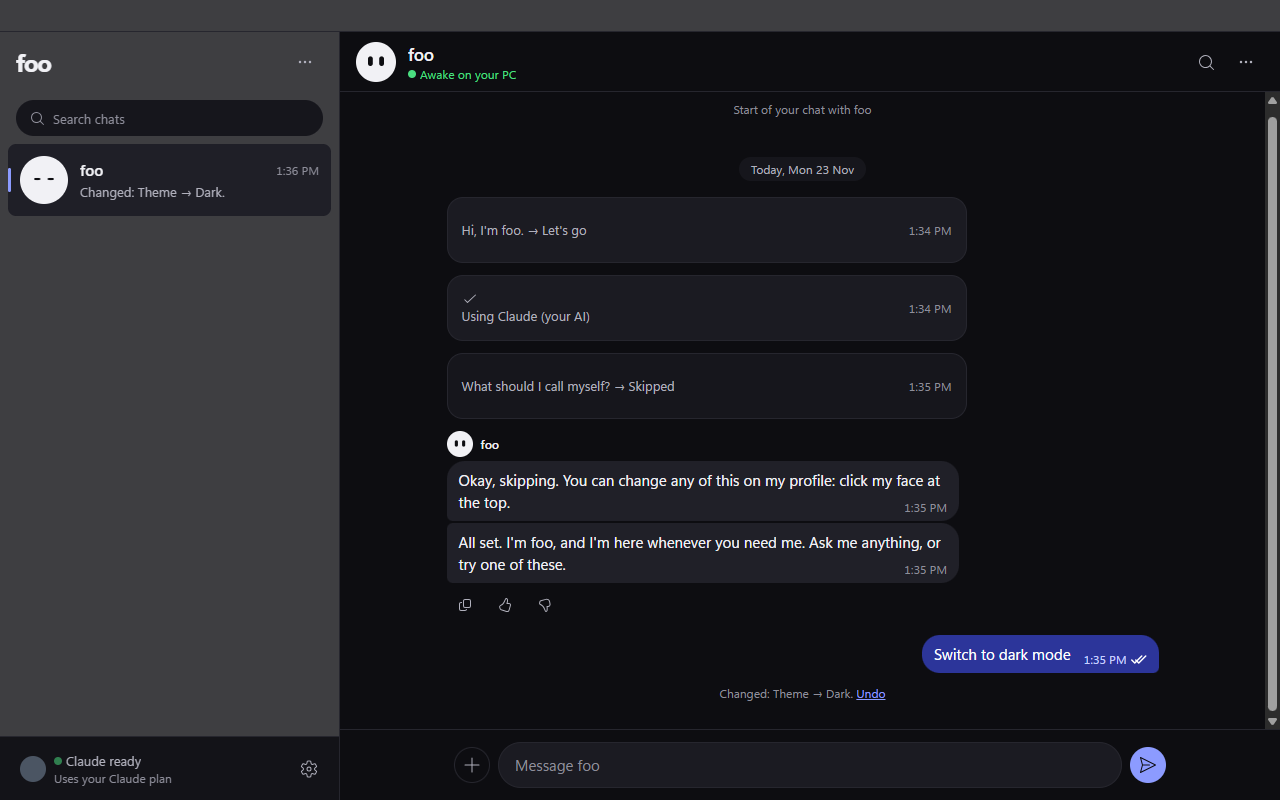 foo
Search chats
foo
1:36 PM
Changed: Theme → Dark.
Claude ready
Uses your Claude plan
foo
Awake on your PC
Start of your chat with foo
Today, Mon 23 Nov
Hi, I'm foo. → Let's go
1:34 PM
Using Claude (your AI)
1:34 PM
What should I call myself? → Skipped
1:35 PM
foo
Okay, skipping. You can change any of this on my profile: click my face at
the top.
1:35 PM
All set. I'm foo, and I'm here whenever you need me. Ask me anything, or
try one of these.
1:35 PM
Switch to dark mode
1:35 PM
Changed: Theme → Dark. Undo
Message foo